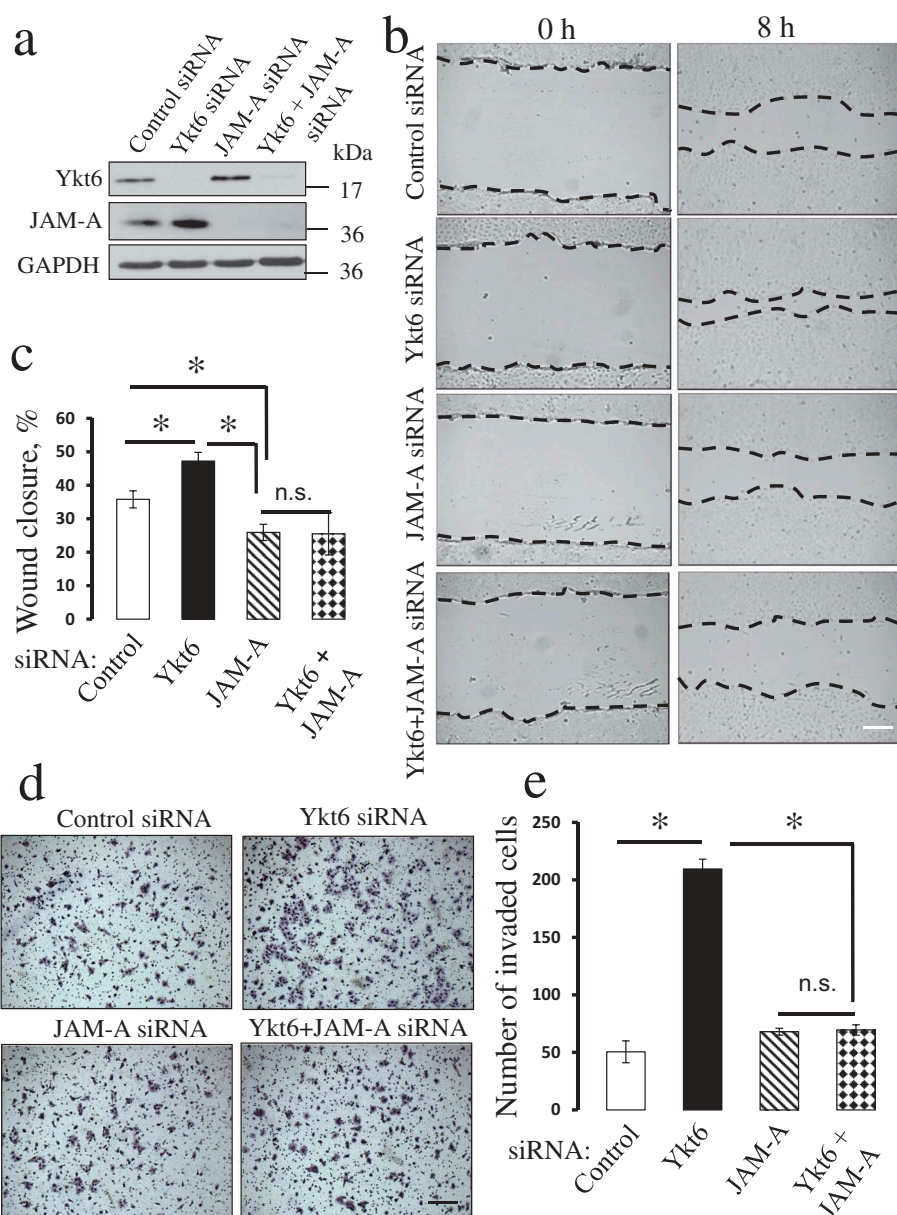 a
Control siRNA
Ykt6 siRNA
JAM-A siRNA
Ykt6 + JAM-A
siRNA
kDa
Ykt6
17
JAM-A
36
GAPDH
36
b
0 h
8 h
Control siRNA
Ykt6 siRNA
JAM-A siRNA
Ykt6+JAM-A siRNA
c
Wound closure, %
60
50
40
30
20
10
0
*
*
*
n.s.
siRNA:
Control
Ykt6
JAM-A
Ykt6 +
JAM-A
d
Control siRNA
Ykt6 siRNA
JAM-A siRNA
Ykt6+JAM-A siRNA
e
Number of invaded cells
250
200
150
100
50
0
*
*
n.s.
siRNA:
Control
Ykt6
JAM-A
Ykt6 +
JAM-A